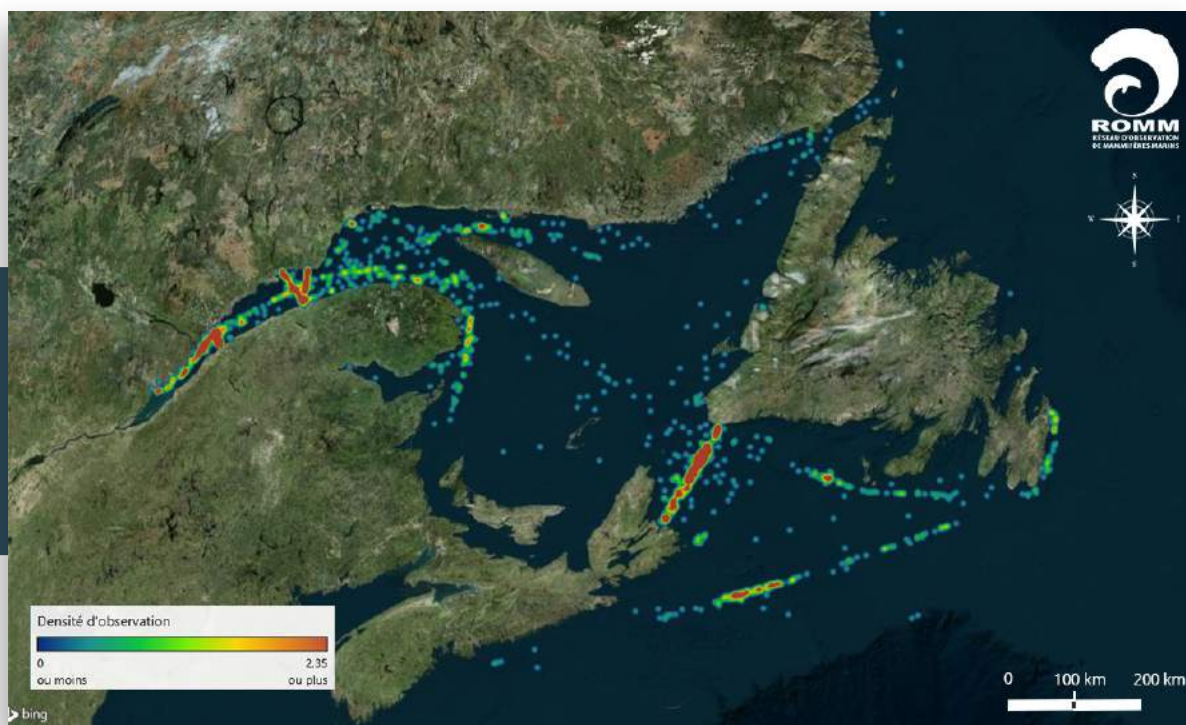 ROMM
RÉSEAU D'OBSERVATION
DE MAMMIFÈRES MARINS
Densité d'observation
0
2.35
ou moins
ou plus
0
100 km
200 km
bing